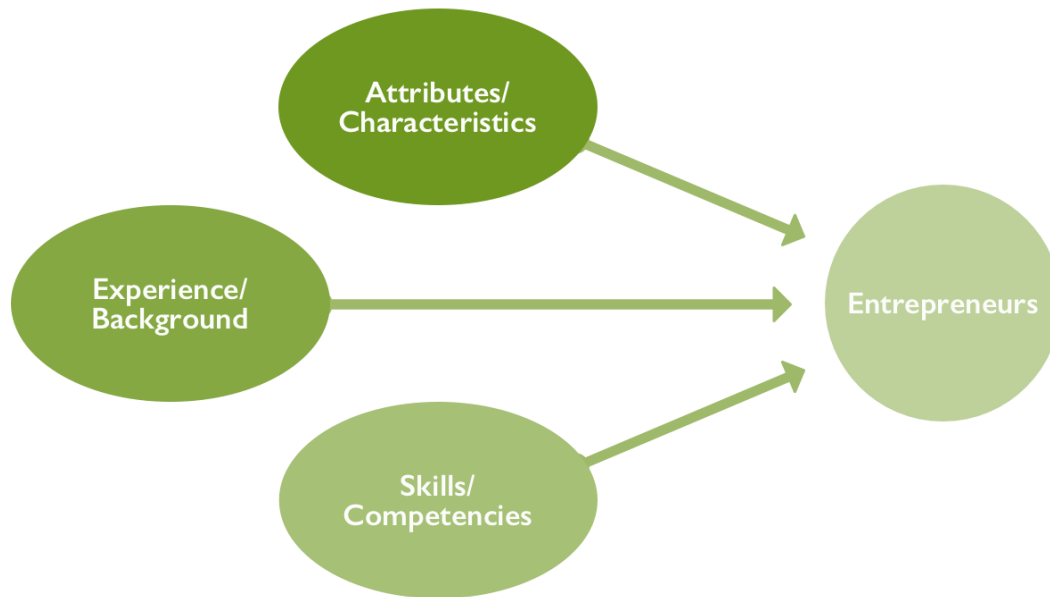 Attributes/
Characteristics
Experience/
Background
Entrepreneurs
Skills/
Competencies